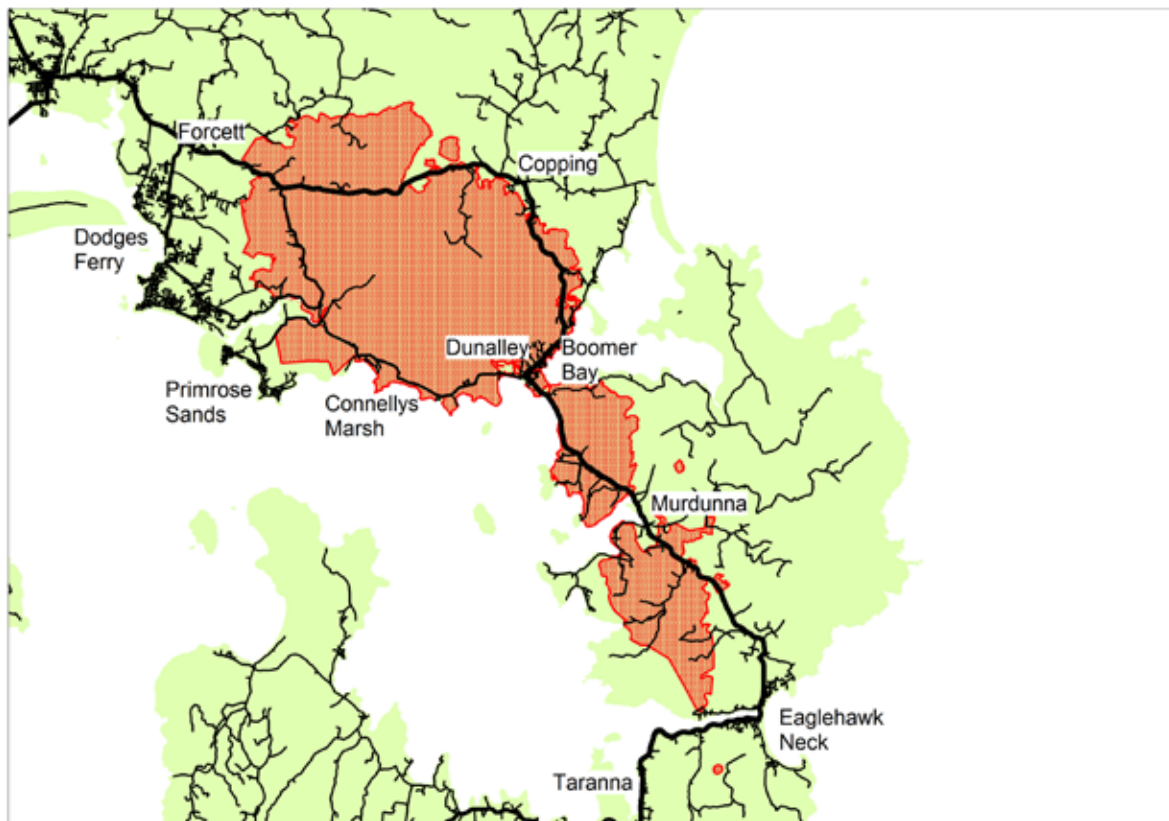 Forcett
Copping
Dodges
Ferry
Dunalley
Boomer
Bay
Primrose
Sands
Connellys
Marsh
Murdunna
Eaglehawk
Neck
Taranna